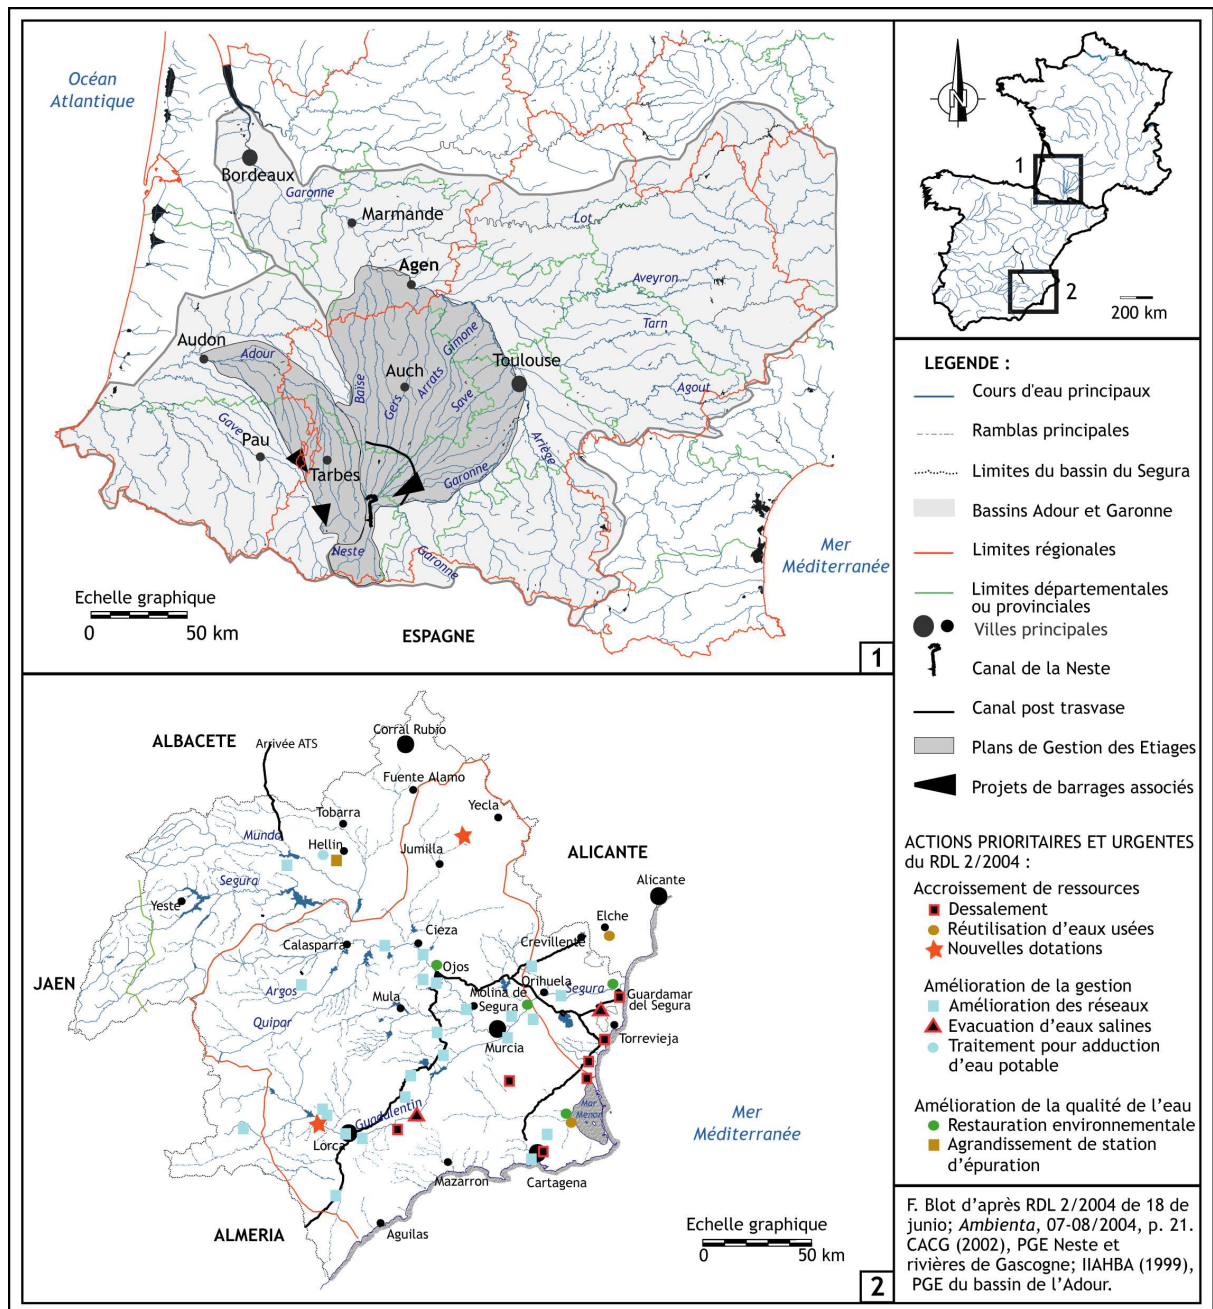 Océan
Atlantique
Bordeaux
Garonne
Marmande
Lot
Agen
Aveyron
Tarn
Audon
Adour
Gimone
Toulouse
Baïse
Auch
Gers
Arrats
Save
Agout
Gave
Pau
Tarbes
Ariège
Garonne
Neste
Garonne
Mer
Méditerranée
Echelle graphique
0 50 km
ESPAGNE
1
N
1
2
200 km
LEGENDE :
Cours d'eau principaux
Ramblas principales
Limites du bassin du Segura
Bassins Adour et Garonne
Limites régionales
Limites départementales
ou provinciales
Villes principales
Canal de la Neste
Canal post trasvase
Plans de Gestion des Etiages
Projets de barrages associés
ACTIONS PRIORITAIRES ET URGENTES
du RDL 2/2004 :
Accroissement de ressources
Dessalement
Réutilisation d'eaux usées
Nouvelles dotations
Amélioration de la gestion
Amélioration des réseaux
Evacuation d'eaux salines
Traitement pour adduction
d'eau potable
Amélioration de la qualité de l'eau
Restauration environnementale
Agrandissement de station
d'épuration
F. Blot d'après RDL 2/2004 de 18 de
junio; Ambienta, 07-08/2004, p. 21.
CACG (2002), PGE Neste et
rivières de Gascogne; IIAHBA (1999),
PGE du bassin de l'Adour.
ALBACETE
Arrivée ATS
Corral Rubio
Fuente Alamo
Yecla
Tobarra
Mundo
Hellin
Jumilla
ALICANTE
Alicante
Segura
Yeste
Elche
Cieza
Crevillente
Calasparra
JAEN
Ojos
Argos
Orihuela
Segura
Mula
Molina de
Segura
Guardamar
del Segura
Quipar
Murcia
Torrevieja
Guadalentin
Mar
Menor
Mer
Méditerranée
Lorca
Mazarron
Cartagena
ALMERIA
Aguilas
Echelle graphique
0 50 km
2